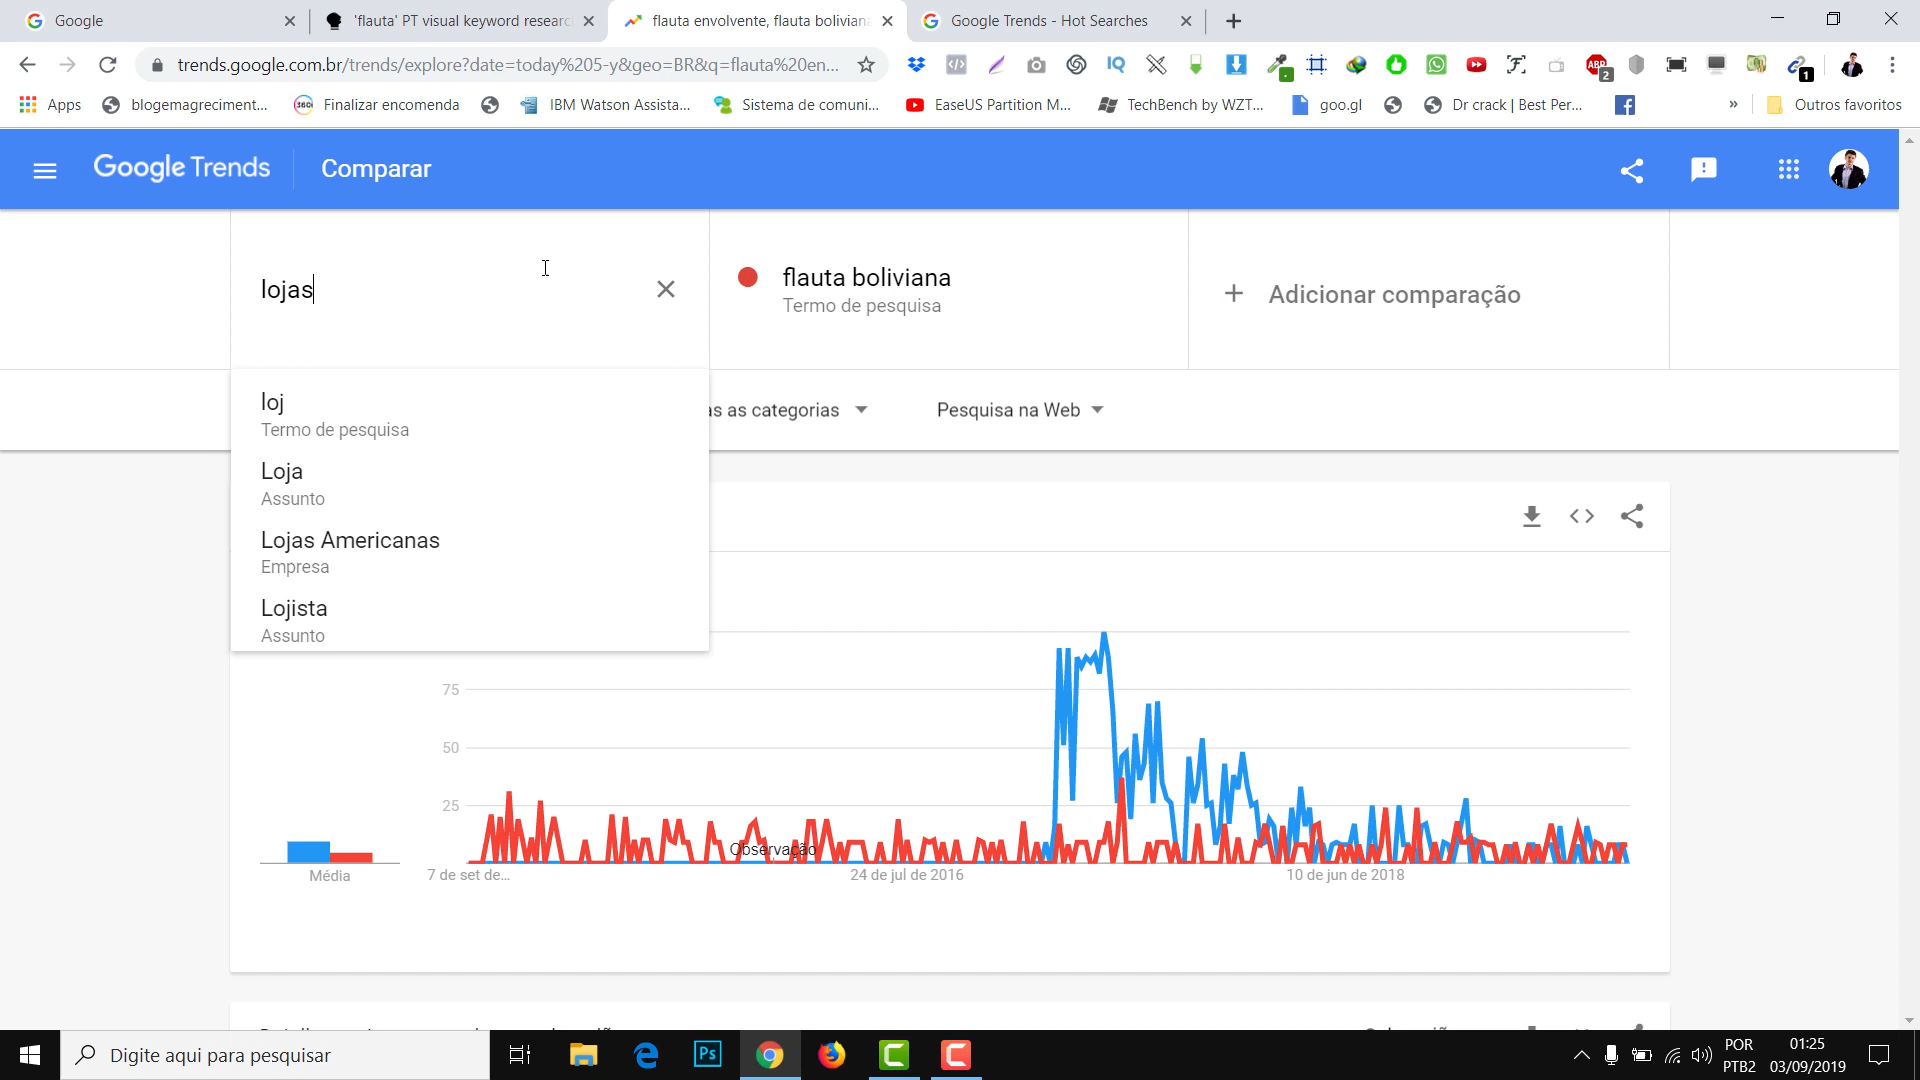 Google
'flauta' PT visual keyword researc
flauta envolvente, flauta boliviana
Google Trends - Hot Searches
trends.google.com.br/trends/explore?date=today%205-y&geo=BR&q=flauta%20en...
Apps
blogemagreciment...
Finalizar encomenda
IBM Watson Assista...
Sistema de comuni...
EaseUS Partition M...
TechBench by WZT...
goo.gl
Dr crack | Best Per...
»
Outros favoritos
Google Trends
Comparar
lojas
flauta boliviana
Termo de pesquisa
+ Adicionar comparação
loj
Termo de pesquisa
Loja
Assunto
Lojas Americanas
Empresa
Lojista
Assunto
as as categorias
Pesquisa na Web
75
50
25
Observação
Média
7 de set de...
24 de jul de 2016
10 de jun de 2018
Digite aqui para pesquisar
Ps
POR
PTB2
01:25
03/09/2019